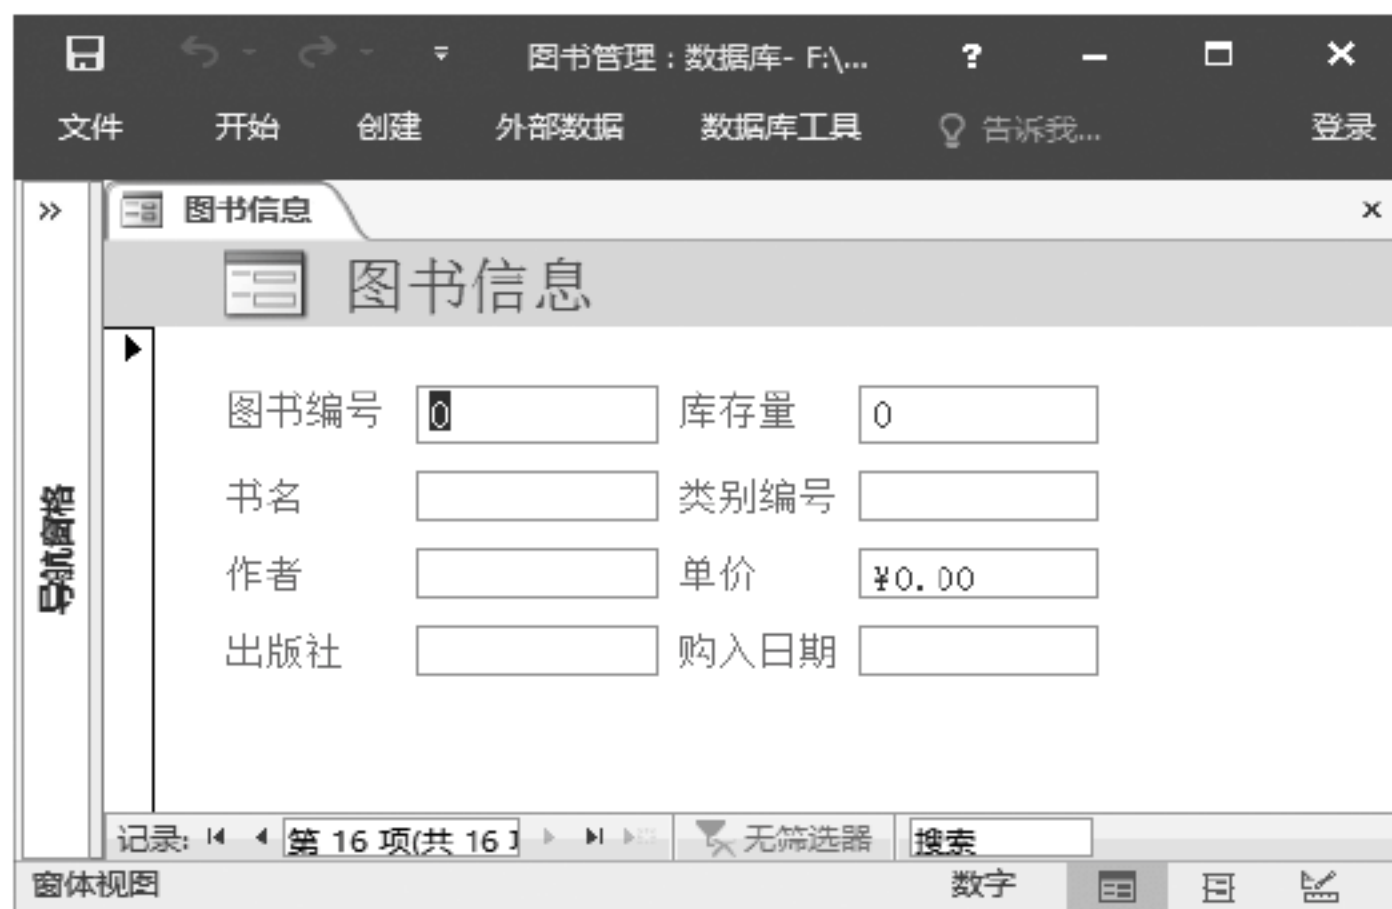 图书管理：数据库- F:\... ?
文件 开始 创建 外部数据 数据库工具 告诉我... 登录
» 图书信息
图书信息
导航窗格
图书编号 0 库存量 0
书名 类别编号
作者 单价 ¥0.00
出版社 购入日期
记录: 第 16 项(共 16 无筛选器 搜索
窗体视图 数字